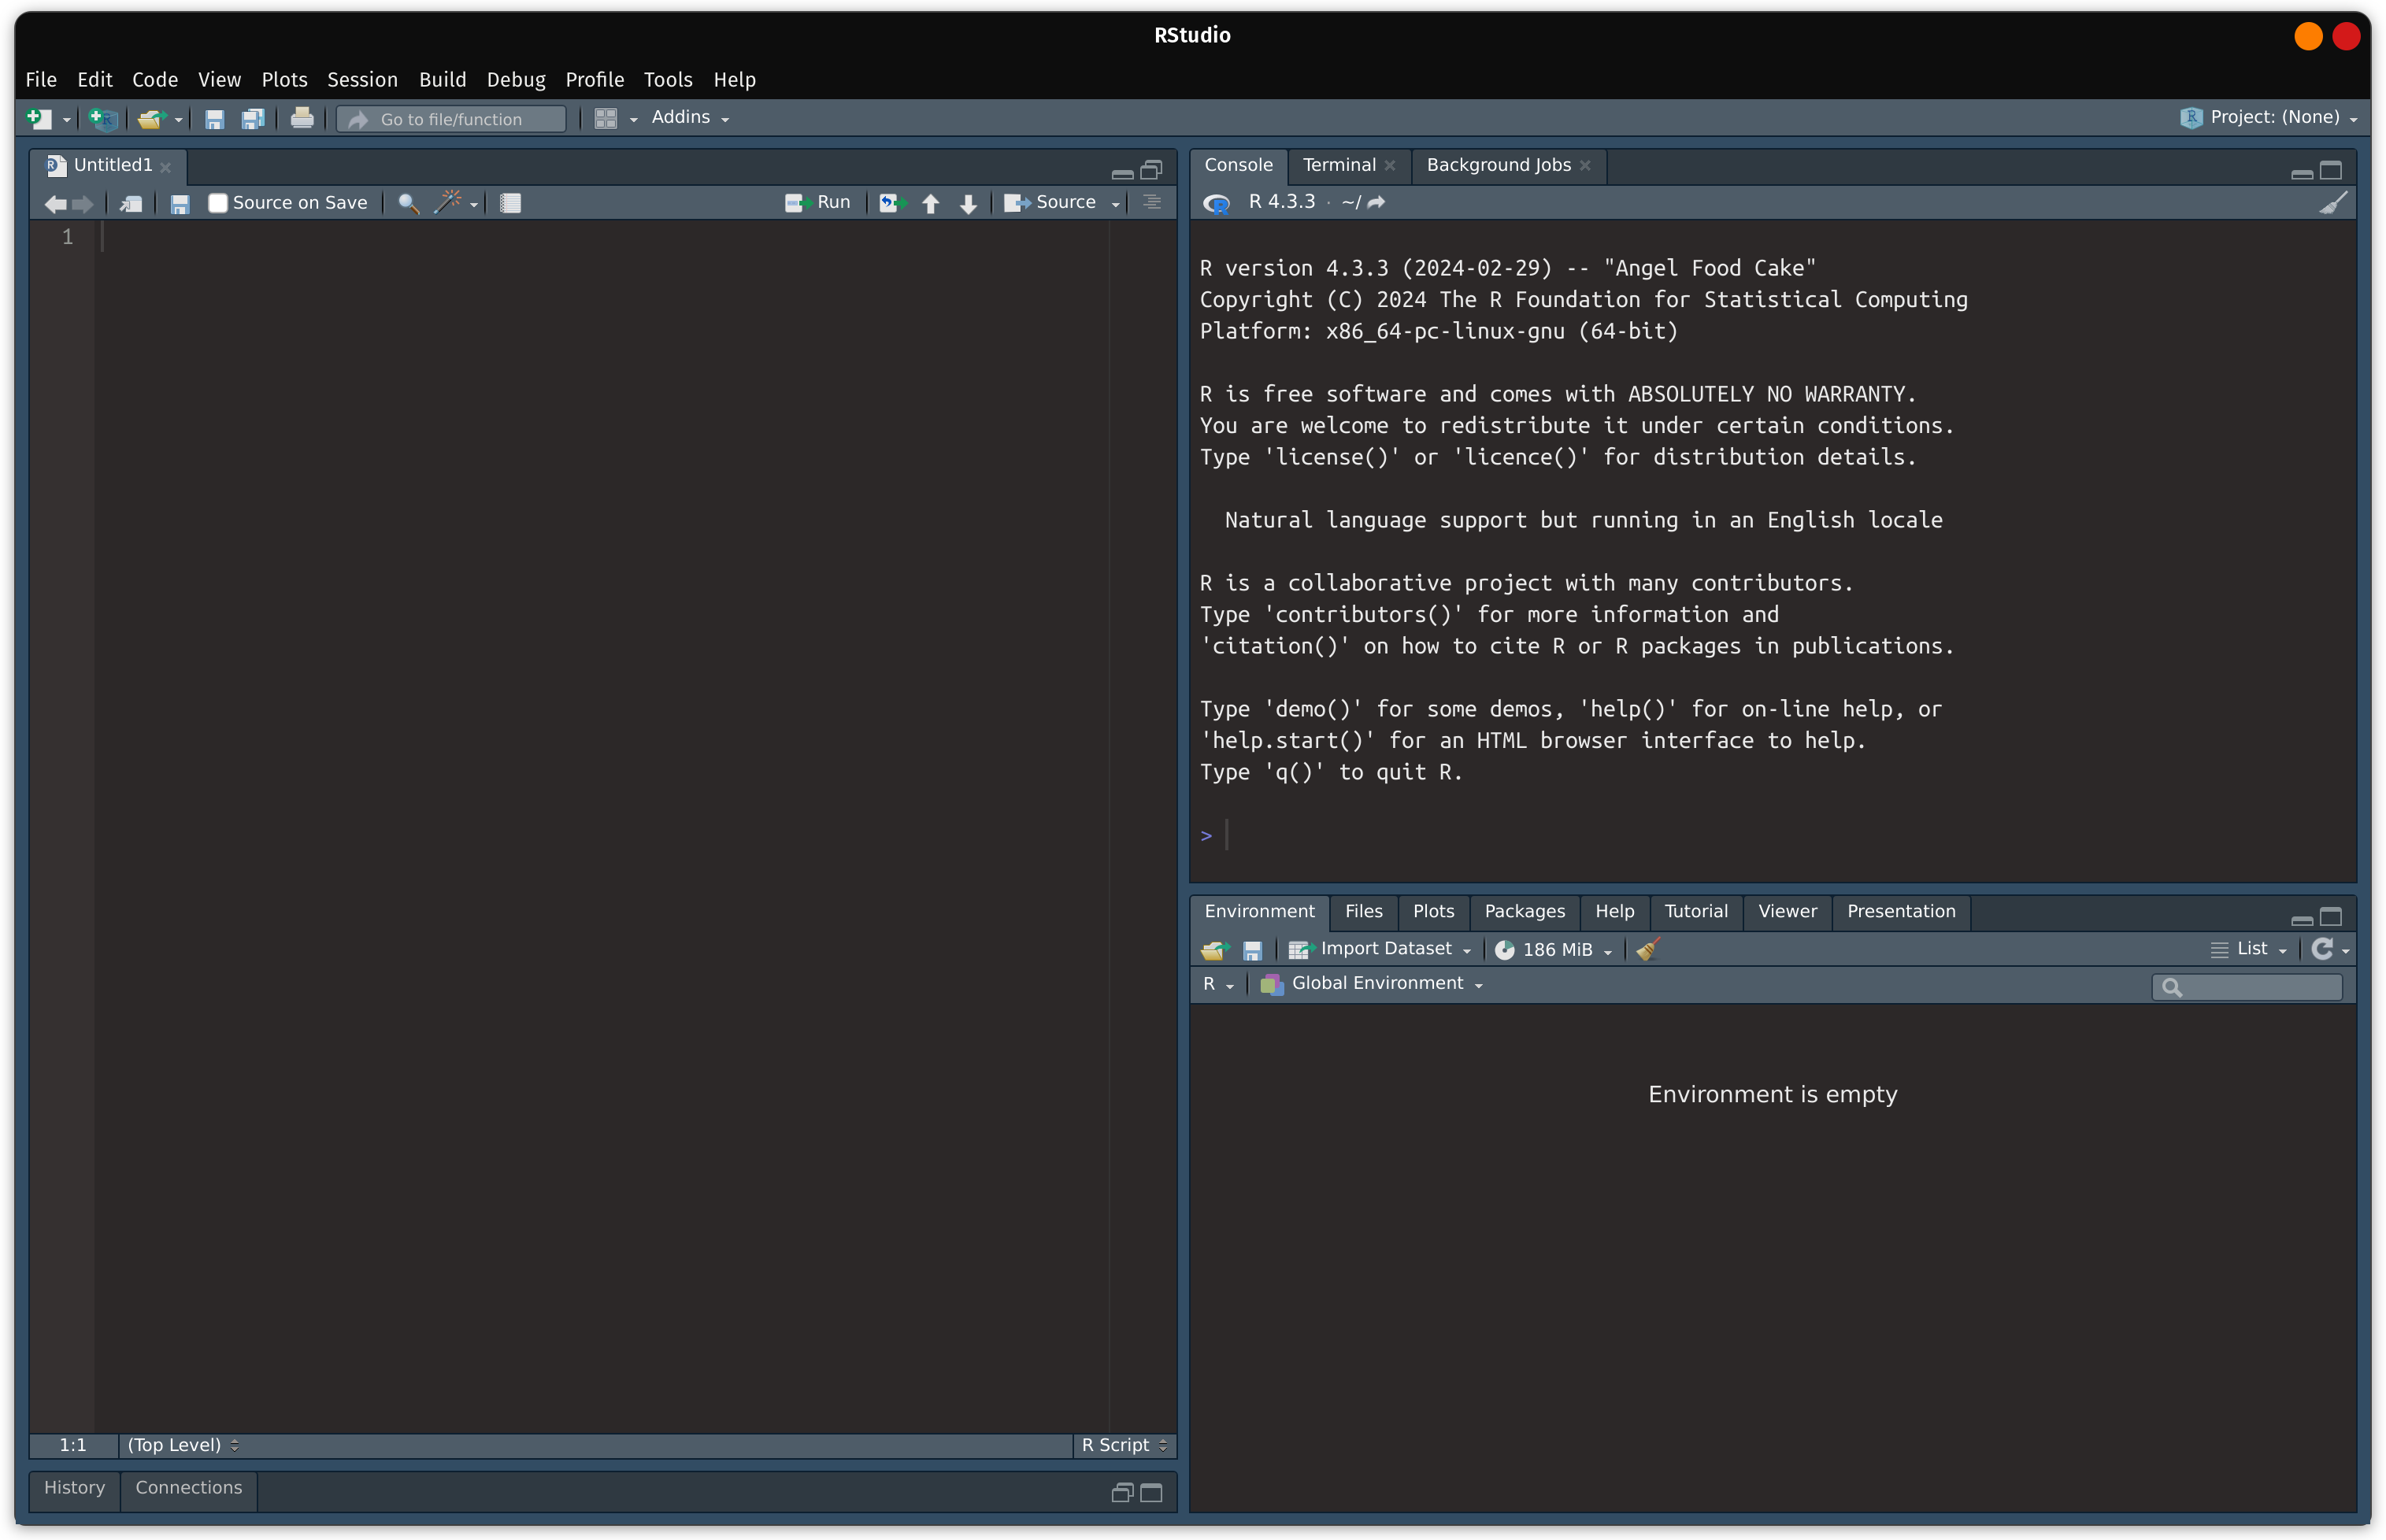 RStudio
File Edit Code View Plots Session Build Debug Profile Tools Help
Go to file/function Addins Project: (None)
Untitled1
Source on Save Run Source
1
1:1 (Top Level) R Script
History Connections
Console Terminal Background Jobs
R 4.3.3 · ~/
R version 4.3.3 (2024-02-29) -- "Angel Food Cake"
Copyright (C) 2024 The R Foundation for Statistical Computing
Platform: x86_64-pc-linux-gnu (64-bit)
R is free software and comes with ABSOLUTELY NO WARRANTY.
You are welcome to redistribute it under certain conditions.
Type 'license()' or 'licence()' for distribution details.
Natural language support but running in an English locale
R is a collaborative project with many contributors.
Type 'contributors()' for more information and
'citation()' on how to cite R or R packages in publications.
Type 'demo()' for some demos, 'help()' for on-line help, or
'help.start()' for an HTML browser interface to help.
Type 'q()' to quit R.
>
Environment Files Plots Packages Help Tutorial Viewer Presentation
Import Dataset 186 MiB List
R Global Environment
Environment is empty